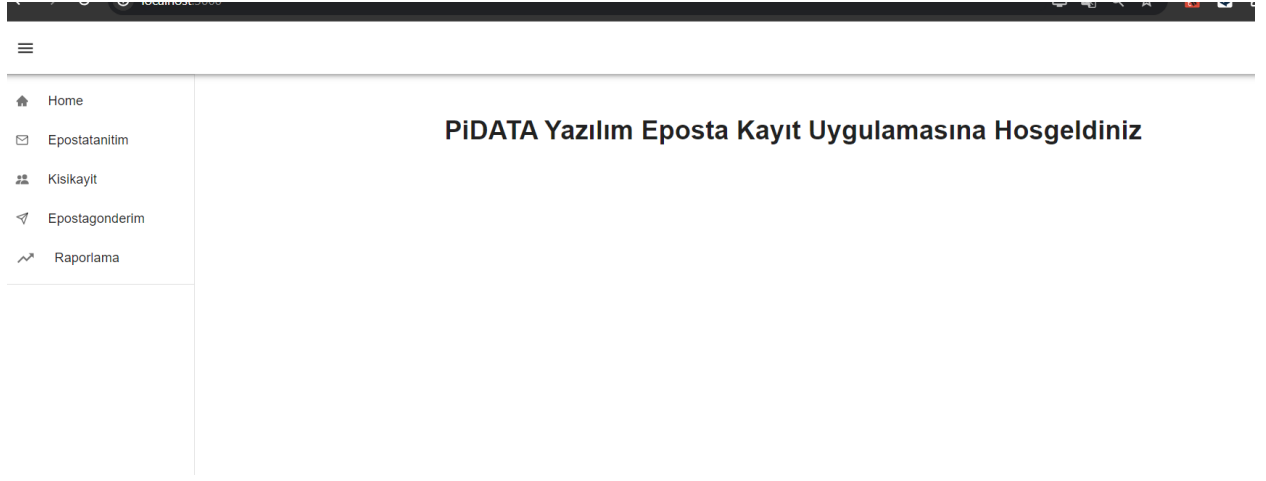 Home
PiDATA Yazılım Eposta Kayıt Uygulamasına Hosgeldiniz
Epostatanitim
Kisikayit
Epostagonderim
Raporlama